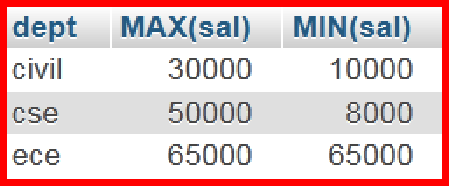 dept MAX(sal) MIN(sal)
civil 30000 10000
cse 50000 8000
ece 65000 65000